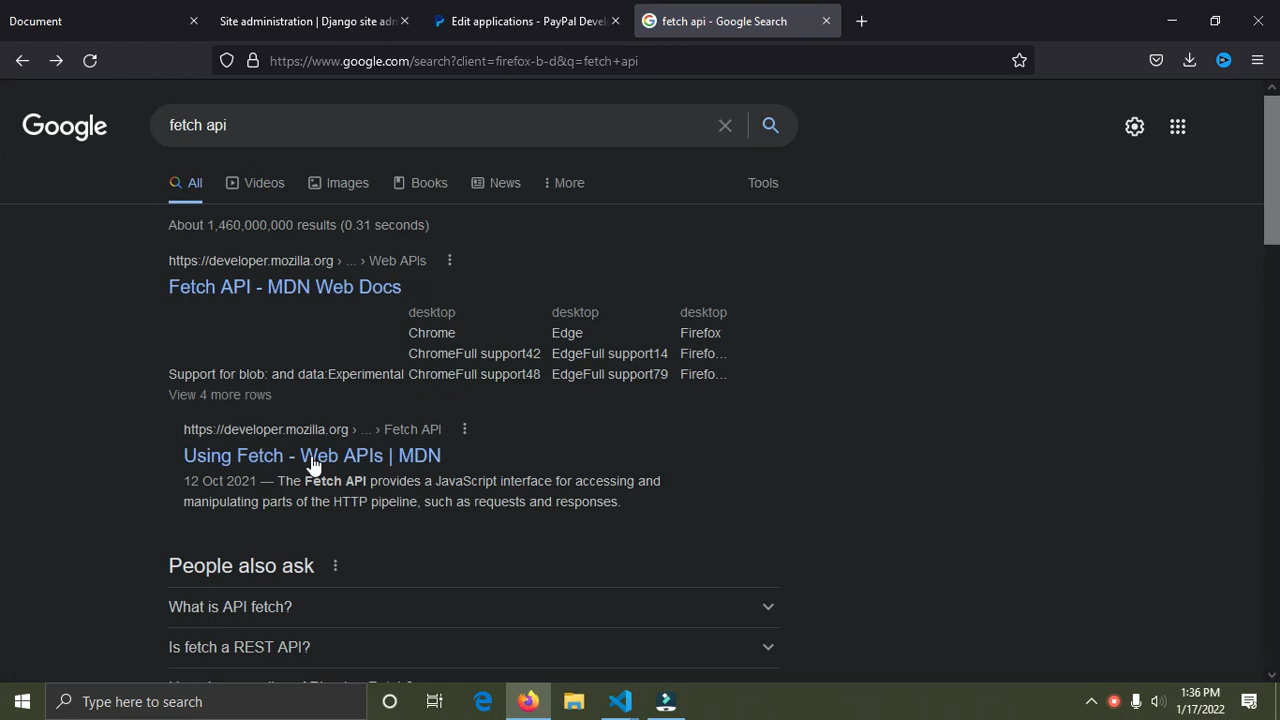 Document
Site administration | Django site adm
Edit applications - PayPal Devel
fetch api - Google Search
https://www.google.com/search?client=firefox-b-d&q=fetch+api
Google
fetch api
All
Videos
Images
Books
News
More
Tools
About 1,460,000,000 results (0.31 seconds)
https://developer.mozilla.org › ... › Web APIs
Fetch API - MDN Web Docs
desktop desktop desktop
Chrome Edge Firefox
ChromeFull support42 EdgeFull support14 Firefo...
Support for blob: and data:Experimental ChromeFull support48 EdgeFull support79 Firefo...
View 4 more rows
https://developer.mozilla.org › ... › Fetch API
Using Fetch - Web APIs | MDN
12 Oct 2021 — The Fetch API provides a JavaScript interface for accessing and
manipulating parts of the HTTP pipeline, such as requests and responses.
People also ask
What is API fetch?
Is fetch a REST API?
Type here to search
1:36 PM
1/17/2022